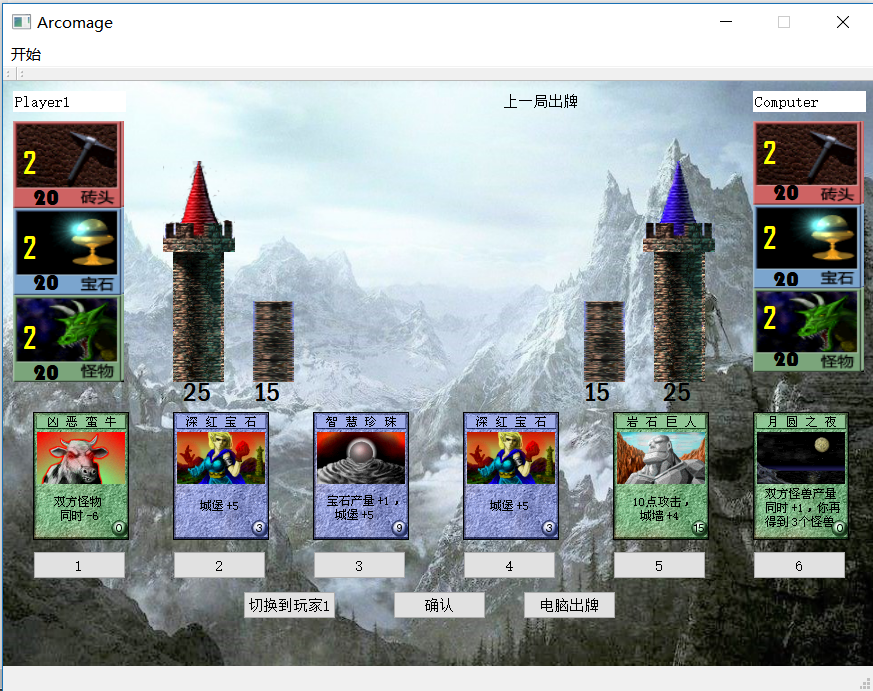 Arcomage
开始
Player1
上一局出牌
Computer
2
20 砖头
2
20 宝石
2
20 怪物
2
20 砖头
2
20 宝石
2
20 怪物
25
15
15
25
凶恶蛮牛
双方怪物
同时 -6
0
深红宝石
城堡 +5
3
智慧珍珠
宝石产量 +1，
城堡 +5
9
深红宝石
城堡 +5
3
岩石巨人
10点攻击，
城墙 +4
15
月圆之夜
双方怪兽产量
同时 +1，你再
得到 3个怪兽
0
1
2
3
4
5
6
切换到玩家1
确认
电脑出牌